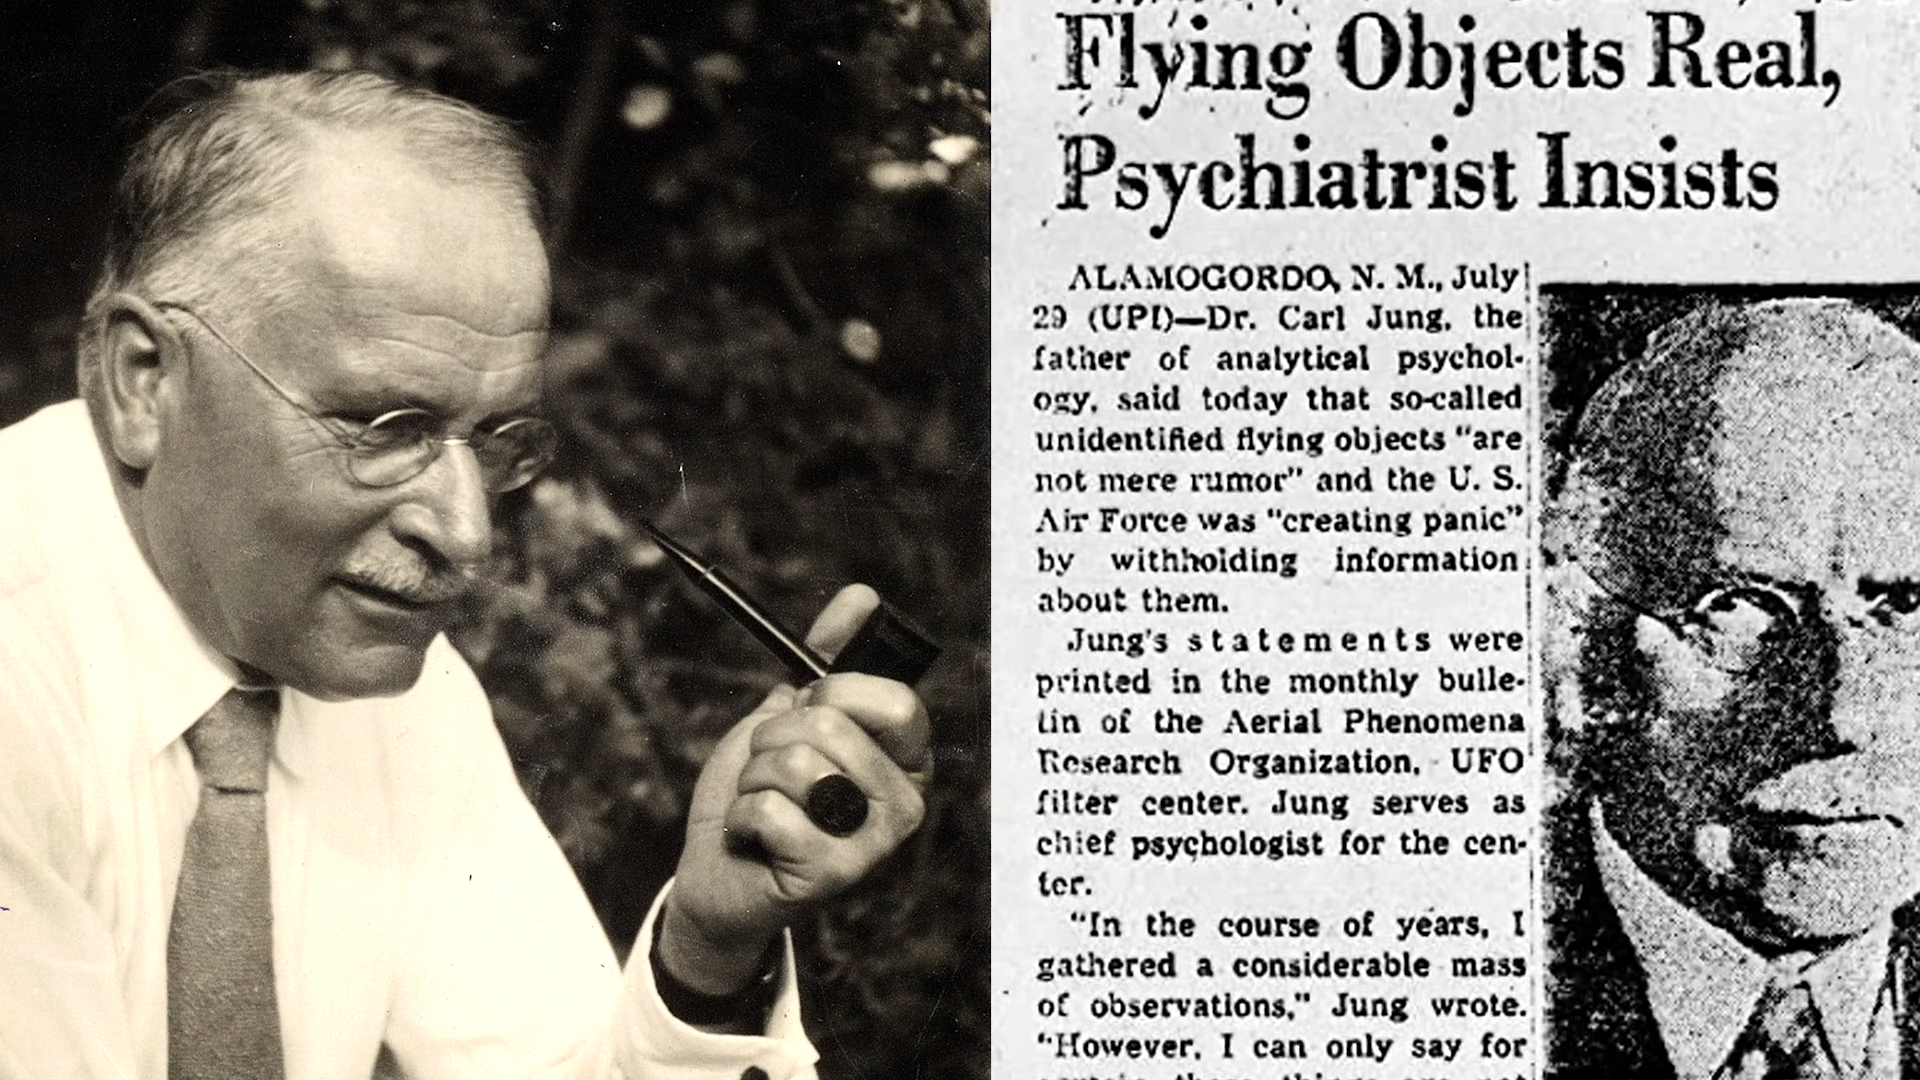 Flying Objects Real,
Psychiatrist Insists
ALAMOGORDO, N. M., July
29 (UPI)—Dr. Carl Jung, the
father of analytical psychol-
ogy, said today that so-called
unidentified flying objects "are
not mere rumor" and the U. S.
Air Force was "creating panic"
by withholding information
about them.
Jung's statements were
printed in the monthly bulle-
tin of the Aerial Phenomena
Research Organization, UFO
filter center. Jung serves as
chief psychologist for the cen-
ter.
"In the course of years, I
gathered a considerable mass
of observations," Jung wrote.
"However, I can only say for